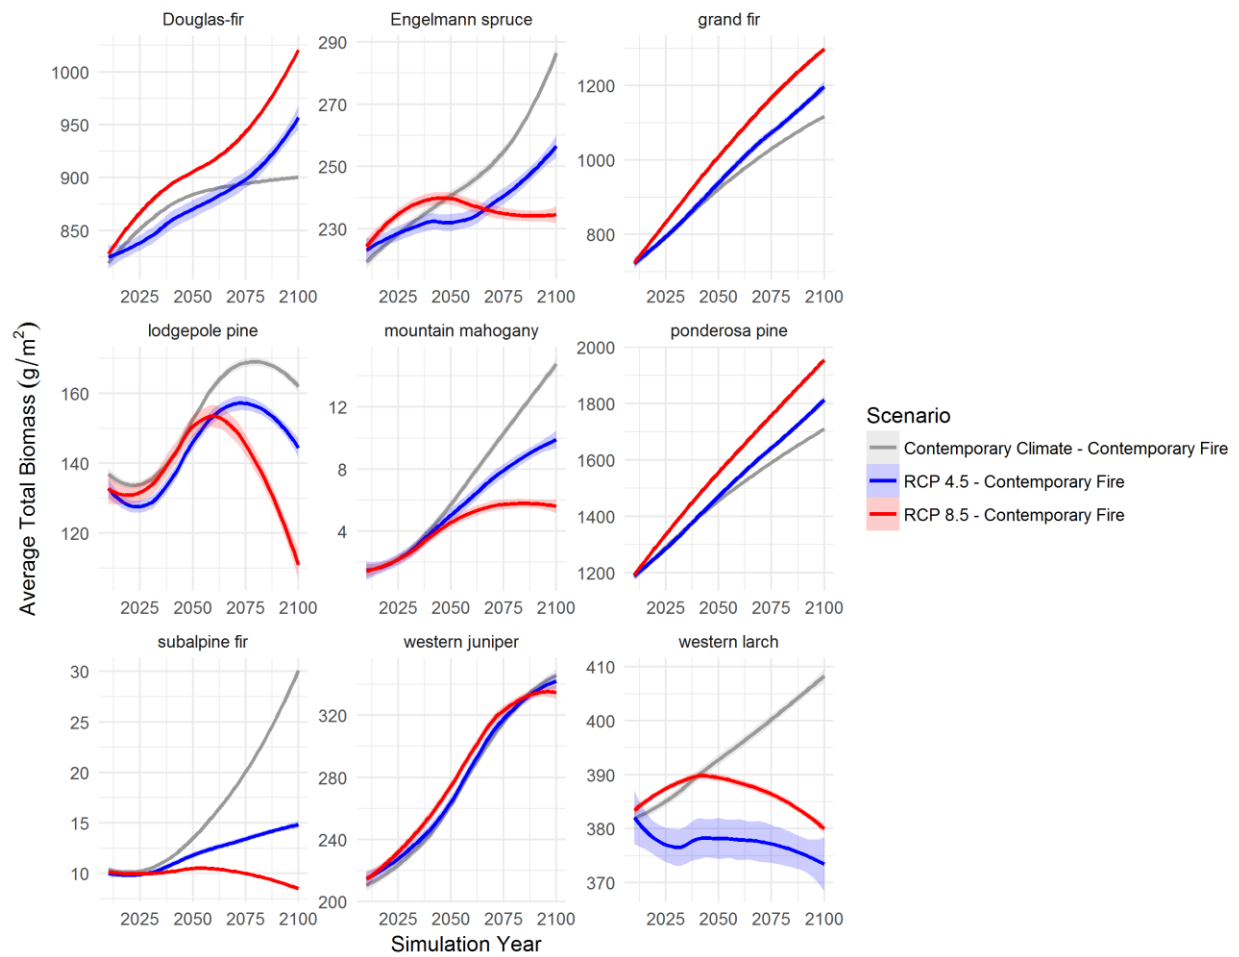 Douglas-fir
Engelmann spruce
grand fir
1000
950
900
850
290
270
250
230
1200
1000
800
2025 2050 2075 2100
2025 2050 2075 2100
2025 2050 2075 2100
lodgepole pine
mountain mahogany
ponderosa pine
160
140
120
12
8
4
2000
1800
1600
1400
1200
2025 2050 2075 2100
2025 2050 2075 2100
2025 2050 2075 2100
subalpine fir
western juniper
western larch
30
25
20
15
10
320
280
240
200
410
400
390
380
370
2025 2050 2075 2100
2025 2050 2075 2100
2025 2050 2075 2100
Average Total Biomass (g/m²)
Simulation Year
Scenario
Contemporary Climate - Contemporary Fire
RCP 4.5 - Contemporary Fire
RCP 8.5 - Contemporary Fire